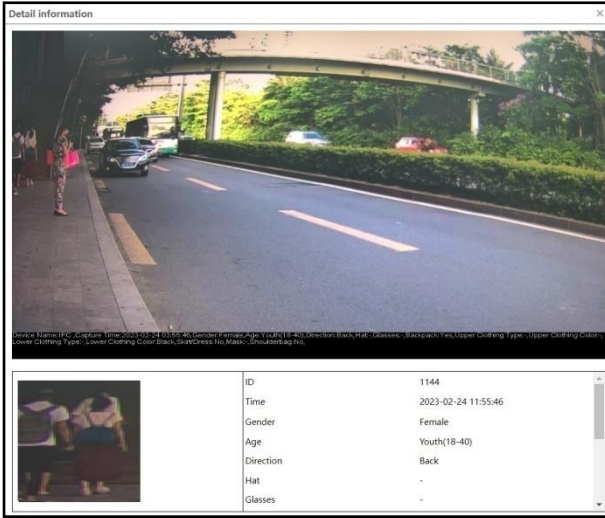 Detail information
Device Name:IPC ,Capture Time:2023-02-24 03:55:46,Gender:Female,Age:Youth(18-40),Direction:Back,Hat:-,Glasses:-,Backpack:Yes,Upper Clothing Type:-,Upper Clothing Color:-,
Lower Clothing Type:-,Lower Clothing Color:Black,Skirt/Dress:No,Mask:-,Shoulderbag:No,
ID 1144
Time 2023-02-24 11:55:46
Gender Female
Age Youth(18-40)
Direction Back
Hat -
Glasses -